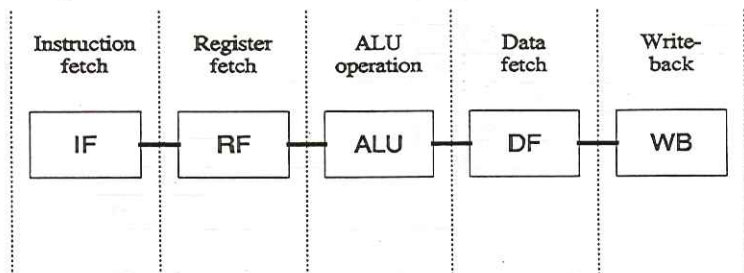 Instruction
fetch
Register
fetch
ALU
operation
Data
fetch
Write-
back
IF
RF
ALU
DF
WB